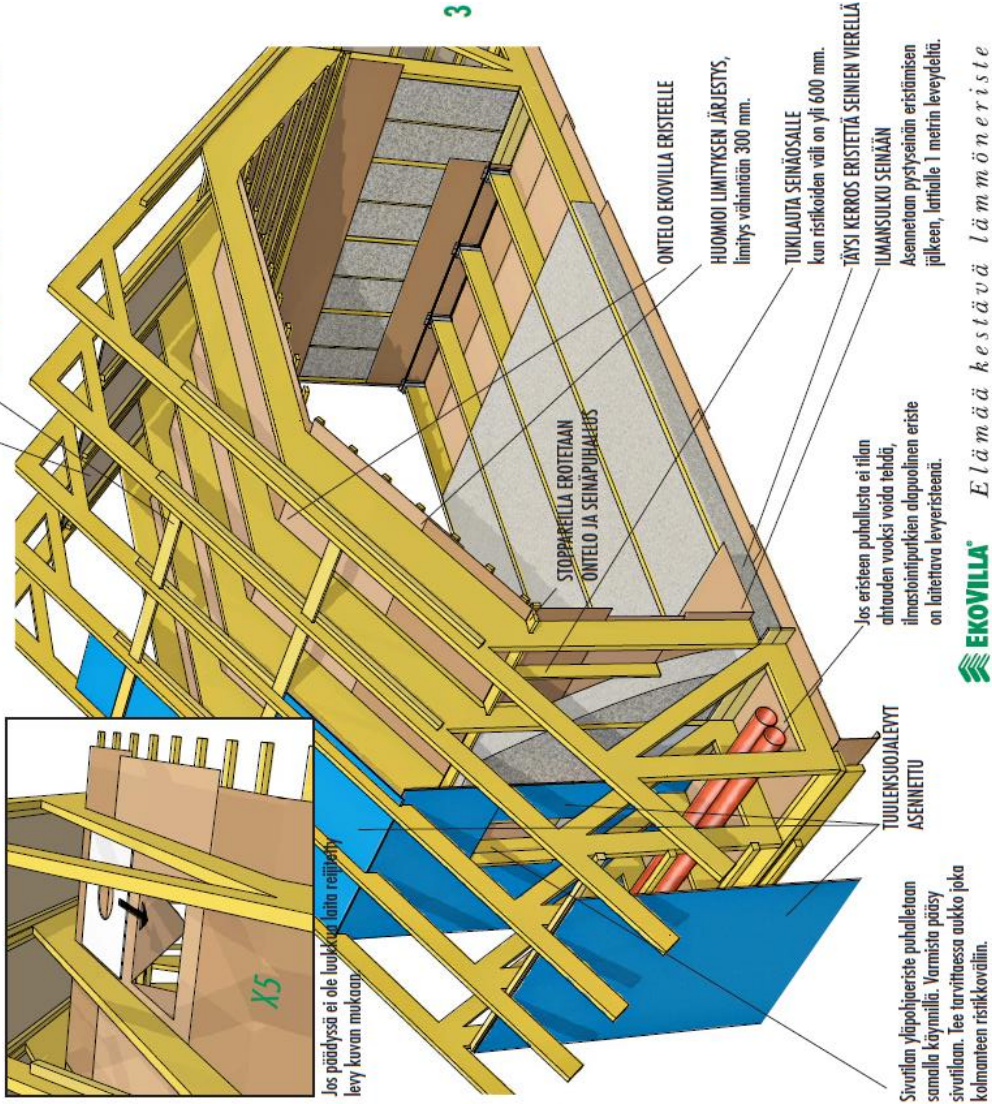 3
X5
Jos päädyssä ei ole luukkua laita reijitetty
levy kuvan mukaan.
ONTELO EKOVILLA ERISTEELLE
HUOMIOI LIMITYKSEN JÄRJESTYS,
limitys vähintään 300 mm.
STOPPAREILLA EROTETAAN
ONTELO JA SEINÄPUHALLUS
TUKILAUTA SEINÄOSALLE
kun ristikoiden väli on yli 600 mm.
TÄYSI KERROS ERISTETTÄ SEINIEN VIERELLÄ
ILMANSULKU SEINÄÄN
Asennetaan pystyseinän eristämisen
jälkeen, lattialle 1 metrin leveydeltä.
Jos eristeen puhallusta ei tilan
ahtauden vuoksi voida tehdä,
ilmastointiputkien alapuolinen eriste
on laitettava levyeristeenä.
TUULENSUOJALEVYT
ASENNETTU
Sivutilan yläpohjaeriste puhalletaan
samalla käynnillä. Varmista pääsy
sivutilaan. Tee tarvittaessa aukko joka
kolmanteen ristikkoväliin.
EKOVILLA® Elämää kestävä lämmöneriste